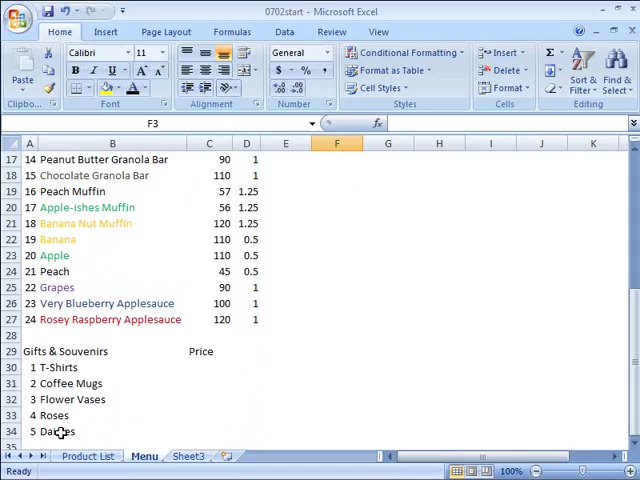 0702start - Microsoft Excel
Home Insert Page Layout Formulas Data Review View
Calibri 11 General Conditional Formatting Insert Σ
Paste B I U A A $ % , Format as Table Delete Sort & Filter Find & Select
Cell Styles Format
Clipboa... Font Alignment Number Styles Cells Editing
F3 fx
A B C D E F G H I J K
17 14 Peanut Butter Granola Bar 90 1
18 15 Chocolate Granola Bar 110 1
19 16 Peach Muffin 57 1.25
20 17 Apple-ishes Muffin 56 1.25
21 18 Banana Nut Muffin 120 1.25
22 19 Banana 110 0.5
23 20 Apple 110 0.5
24 21 Peach 45 0.5
25 22 Grapes 90 1
26 23 Very Blueberry Applesauce 100 1
27 24 Rosey Raspberry Applesauce 120 1
28
29 Gifts & Souvenirs Price
30 1 T-Shirts
31 2 Coffee Mugs
32 3 Flower Vases
33 4 Roses
34 5
35
Product List Menu Sheet3
Ready 100%